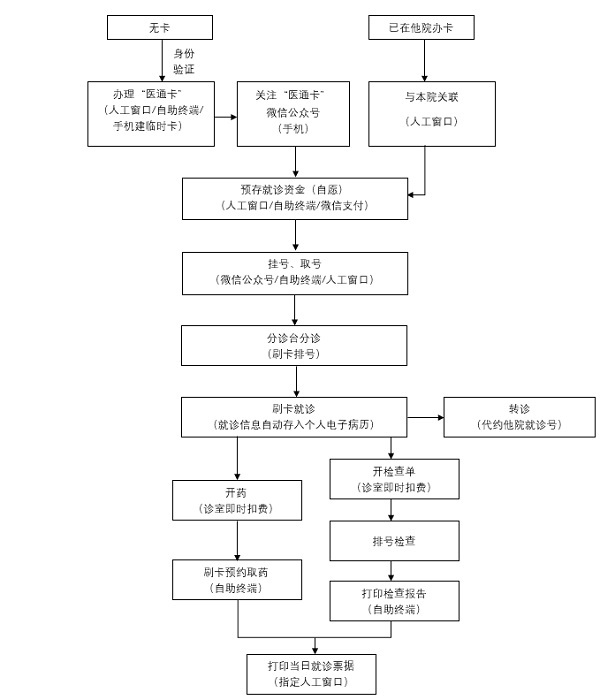 无卡
已在他院办卡
身份
验证
办理“医通卡”
（人工窗口/自助终端/
手机建临时卡）
关注“医通卡”
微信公众号
（手机）
与本院关联
（人工窗口）
预存就诊资金（自愿）
（人工窗口/自助终端/微信支付）
挂号、取号
（微信公众号/自助终端/人工窗口）
分诊台分诊
（刷卡排号）
刷卡就诊
（就诊信息自动存入个人电子病历）
转诊
（代约他院就诊号）
开药
（诊室即时扣费）
开检查单
（诊室即时扣费）
排号检查
刷卡预约取药
（自助终端）
打印检查报告
（自助终端）
打印当日就诊票据
（指定人工窗口）